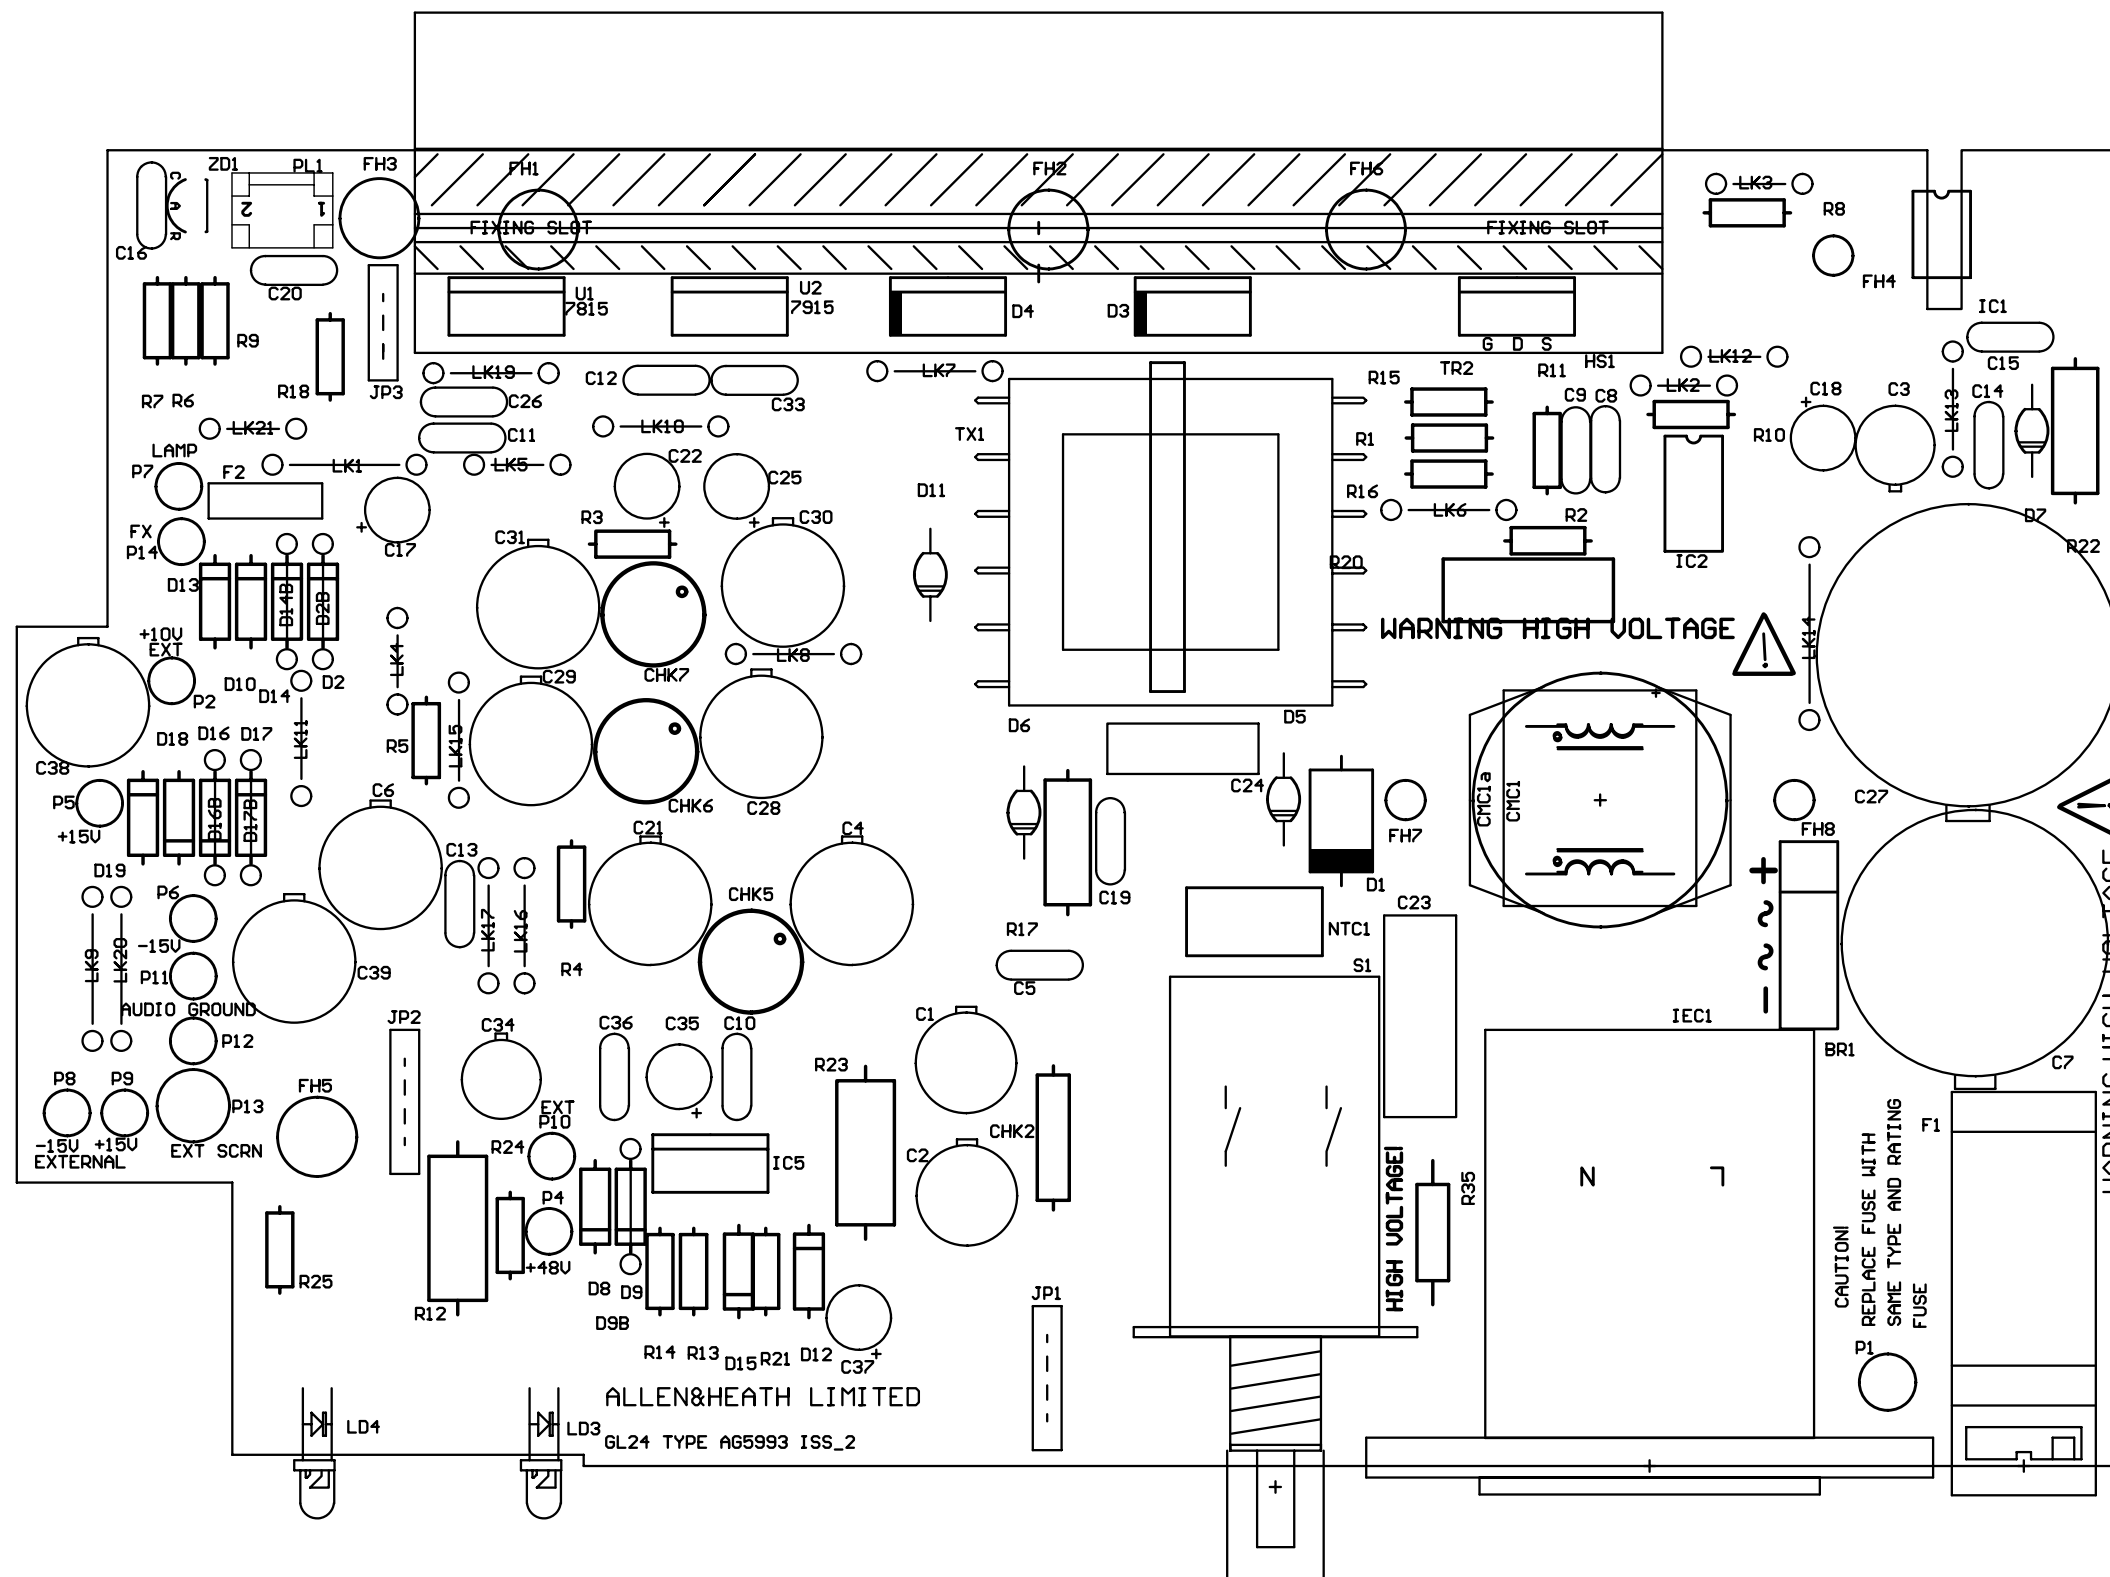 ZD1
PL1
FH3
FH1
FH2
FH6
LK3
R8
C
A
R
2
1
FIXING SLOT
FIXING SLOT
C16
C20
FH4
U1
7815
U2
7915
D4
D3
IC1
R9
G D S
HS1
R18
JP3
LK19
C12
LK7
R15
TR2
R11
LK12
C15
R7
R6
C26
C33
C9
C8
LK2
C18
C3
LK13
C14
LK21
LK10
C11
TX1
R1
R10
LAMP
P7
F2
LK1
LK5
C22
C25
D11
R16
LK6
R2
D7
FX
P14
C17
C31
R3
C30
IC2
R22
R20
D13
D14B
D2B
WARNING HIGH VOLTAGE
LK14
+10V
EXT
LK4
CHK7
LK8
P2
D10
D14
D2
C29
D18
D16
D17
LK11
R5
LK15
D6
D5
C38
P5
+15V
D16B
D17B
C6
CHK6
C28
C24
CMC1a
CMC1
C27
FH7
FH8
C21
C4
C13
D19
P6
CHK5
C19
D1
C23
-15V
LK9
LK20
P11
C39
LK17
LK16
R4
R17
NTC1
S1
C5
AUDIO GROUND
P12
JP2
C34
C36
C35
C10
C1
IEC1
BR1
C7
P8
P9
P13
FH5
R23
EXT
P10
R24
CHK2
C2
F1
-15V
+15V
EXTERNAL
EXT SCRN
IC5
P4
+48V
N
L
HIGH VOLTAGE!
R35
CAUTION!
REPLACE FUSE WITH
SAME TYPE AND RATING
FUSE
R25
R12
D8
D9
D9B
JP1
R14
R13
D15
R21
D12
C37
P1
ALLEN&HEATH LIMITED
LD4
LD3
GL24 TYPE AG5993 ISS_2